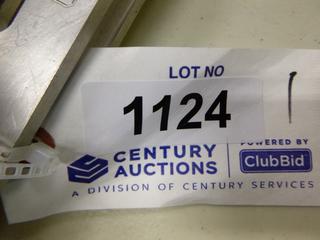 LOT NO
1124
POWERED BY
CENTURY
AUCTIONS
ClubBid
A DIVISION OF CENTURY SERVICES